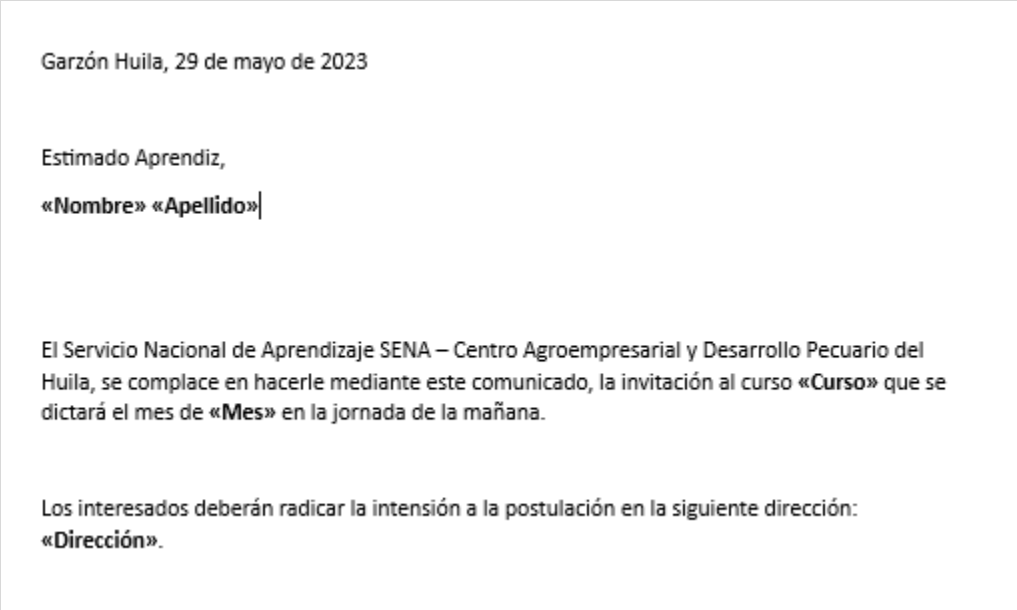 Garzón Huila, 29 de mayo de 2023
Estimado Aprendiz,
«Nombre» «Apellido»
El Servicio Nacional de Aprendizaje SENA – Centro Agroempresarial y Desarrollo Pecuario del
Huila, se complace en hacerle mediante este comunicado, la invitación al curso «Curso» que se
dictará el mes de «Mes» en la jornada de la mañana.
Los interesados deberán radicar la intensión a la postulación en la siguiente dirección:
«Dirección».